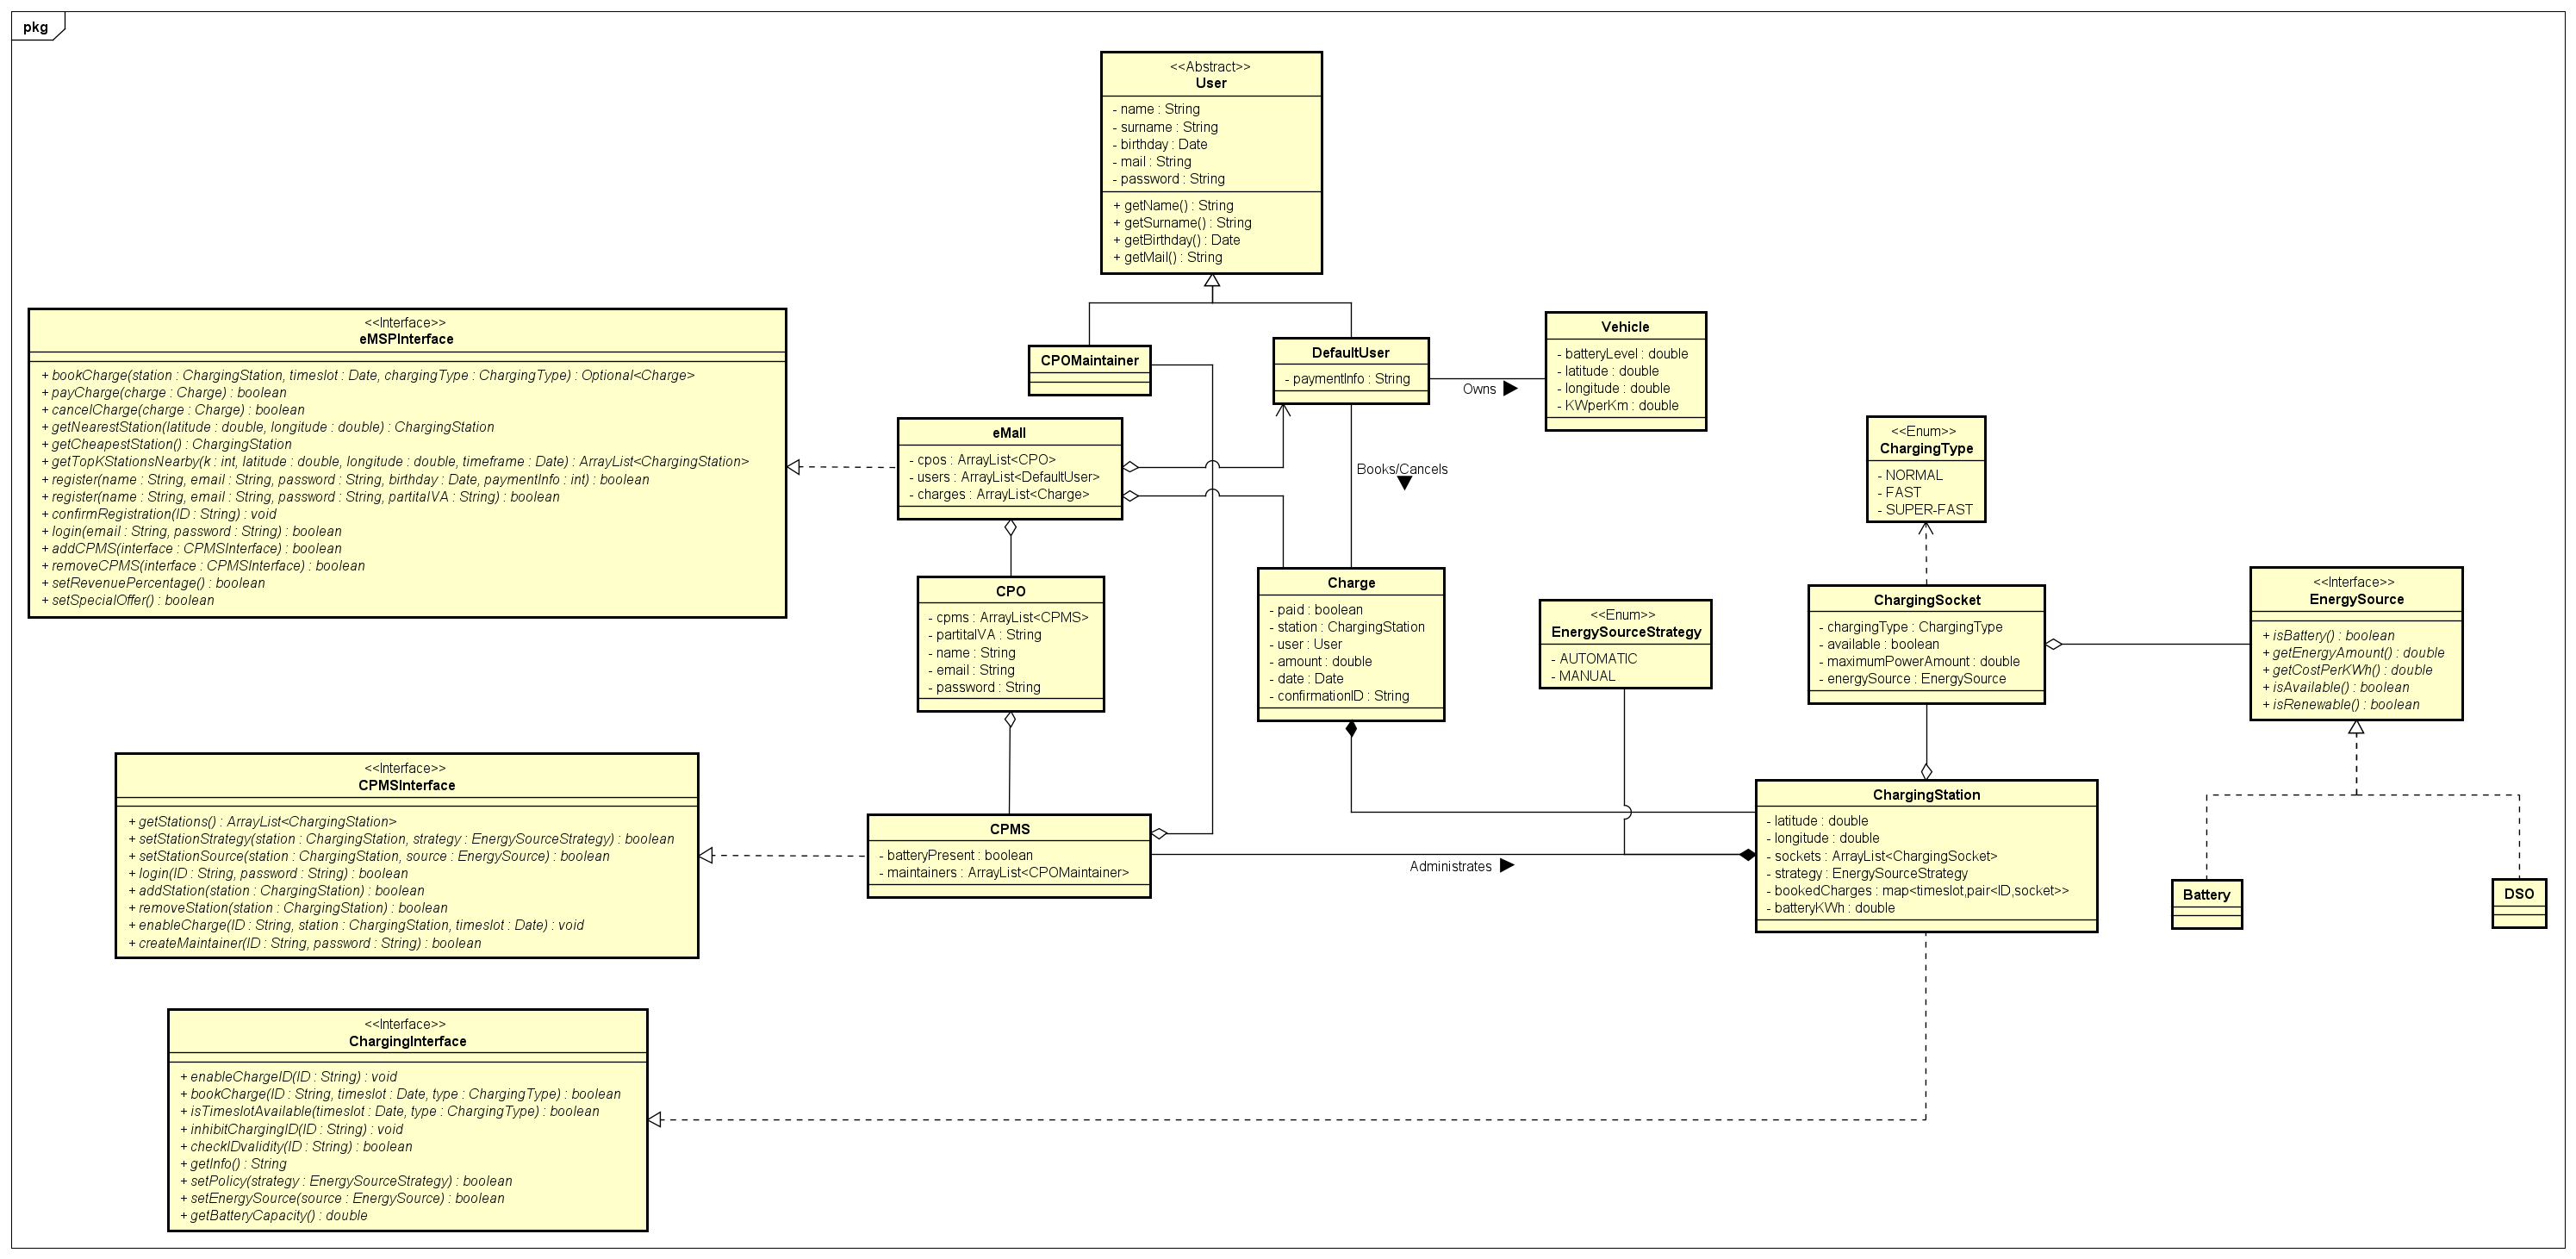 pkg
<<Abstract>>
User
- name : String
- surname : String
- birthday : Date
- mail : String
- password : String
+ getName() : String
+ getSurname() : String
+ getBirthday() : Date
+ getMail() : String
<<Interface>>
eMSPInterface
+ bookCharge(station : ChargingStation, timeslot : Date, chargingType : ChargingType) : Optional<Charge>
+ payCharge(charge : Charge) : boolean
+ cancelCharge(charge : Charge) : boolean
+ getNearestStation(latitude : double, longitude : double) : ChargingStation
+ getCheapestStation() : ChargingStation
+ getTopKStationsNearby(k : int, latitude : double, longitude : double, timeframe : Date) : ArrayList<ChargingStation>
+ register(name : String, email : String, password : String, birthday : Date, paymentInfo : int) : boolean
+ register(name : String, email : String, password : String, partitaIVA : String) : boolean
+ confirmRegistration(ID : String) : void
+ login(email : String, password : String) : boolean
+ addCPMS(interface : CPMSInterface) : boolean
+ removeCPMS(interface : CPMSInterface) : boolean
+ setRevenuePercentage() : boolean
+ setSpecialOffer() : boolean
CPOMaintainer
DefaultUser
- paymentInfo : String
Owns
Vehicle
- batteryLevel : double
- latitude : double
- longitude : double
- KWperKm : double
eMall
- cpos : ArrayList<CPO>
- users : ArrayList<DefaultUser>
- charges : ArrayList<Charge>
Books/Cancels
<<Enum>>
ChargingType
- NORMAL
- FAST
- SUPER-FAST
CPO
- cpms : ArrayList<CPMS>
- partitaIVA : String
- name : String
- email : String
- password : String
Charge
- paid : boolean
- station : ChargingStation
- user : User
- amount : double
- date : Date
- confirmationID : String
<<Enum>>
EnergySourceStrategy
- AUTOMATIC
- MANUAL
ChargingSocket
- chargingType : ChargingType
- available : boolean
- maximumPowerAmount : double
- energySource : EnergySource
<<Interface>>
EnergySource
+ isBattery() : boolean
+ getEnergyAmount() : double
+ getCostPerKWh() : double
+ isAvailable() : boolean
+ isRenewable() : boolean
<<Interface>>
CPMSInterface
+ getStations() : ArrayList<ChargingStation>
+ setStationStrategy(station : ChargingStation, strategy : EnergySourceStrategy) : boolean
+ setStationSource(station : ChargingStation, source : EnergySource) : boolean
+ login(ID : String, password : String) : boolean
+ addStation(station : ChargingStation) : boolean
+ removeStation(station : ChargingStation) : boolean
+ enableCharge(ID : String, station : ChargingStation, timeslot : Date) : void
+ createMaintainer(ID : String, password : String) : boolean
CPMS
- batteryPresent : boolean
- maintainers : ArrayList<CPOMaintainer>
Administrates
ChargingStation
- latitude : double
- longitude : double
- sockets : ArrayList<ChargingSocket>
- strategy : EnergySourceStrategy
- bookedCharges : map<timeslot,pair<ID,socket>>
- batteryKWh : double
Battery
DSO
<<Interface>>
ChargingInterface
+ enableChargeID(ID : String) : void
+ bookCharge(ID : String, timeslot : Date, type : ChargingType) : boolean
+ isTimeslotAvailable(timeslot : Date, type : ChargingType) : boolean
+ inhibitChargingID(ID : String) : void
+ checkIDvalidity(ID : String) : boolean
+ getInfo() : String
+ setPolicy(strategy : EnergySourceStrategy) : boolean
+ setEnergySource(source : EnergySource) : boolean
+ getBatteryCapacity() : double